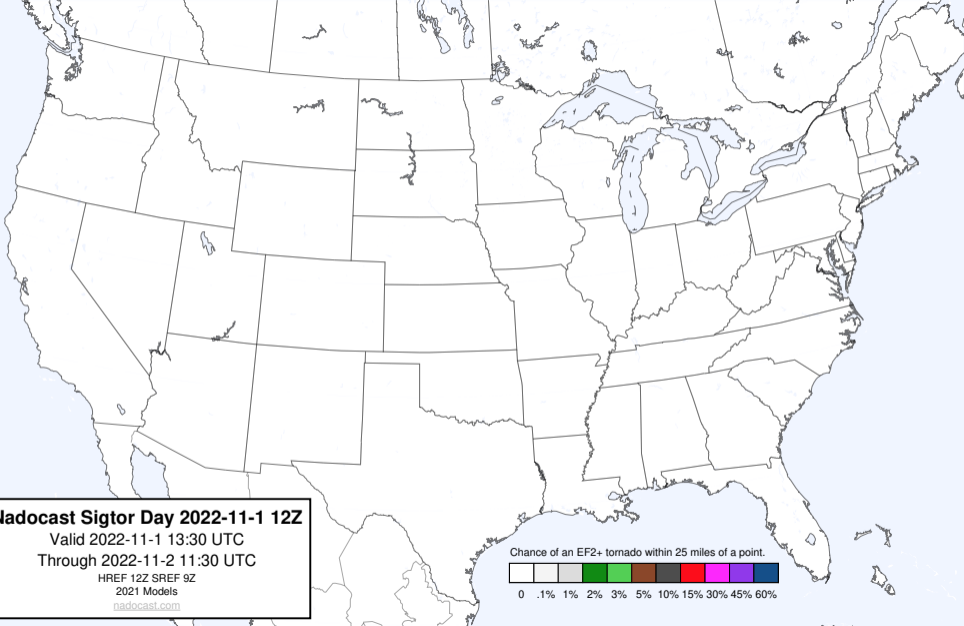 Nadocast Sigtor Day 2022-11-1 12Z
Valid 2022-11-1 13:30 UTC
Through 2022-11-2 11:30 UTC
HREF 12Z SREF 9Z
2021 Models
nadocast.com
Chance of an EF2+ tornado within 25 miles of a point.
0 .1% 1% 2% 3% 5% 10% 15% 30% 45% 60%